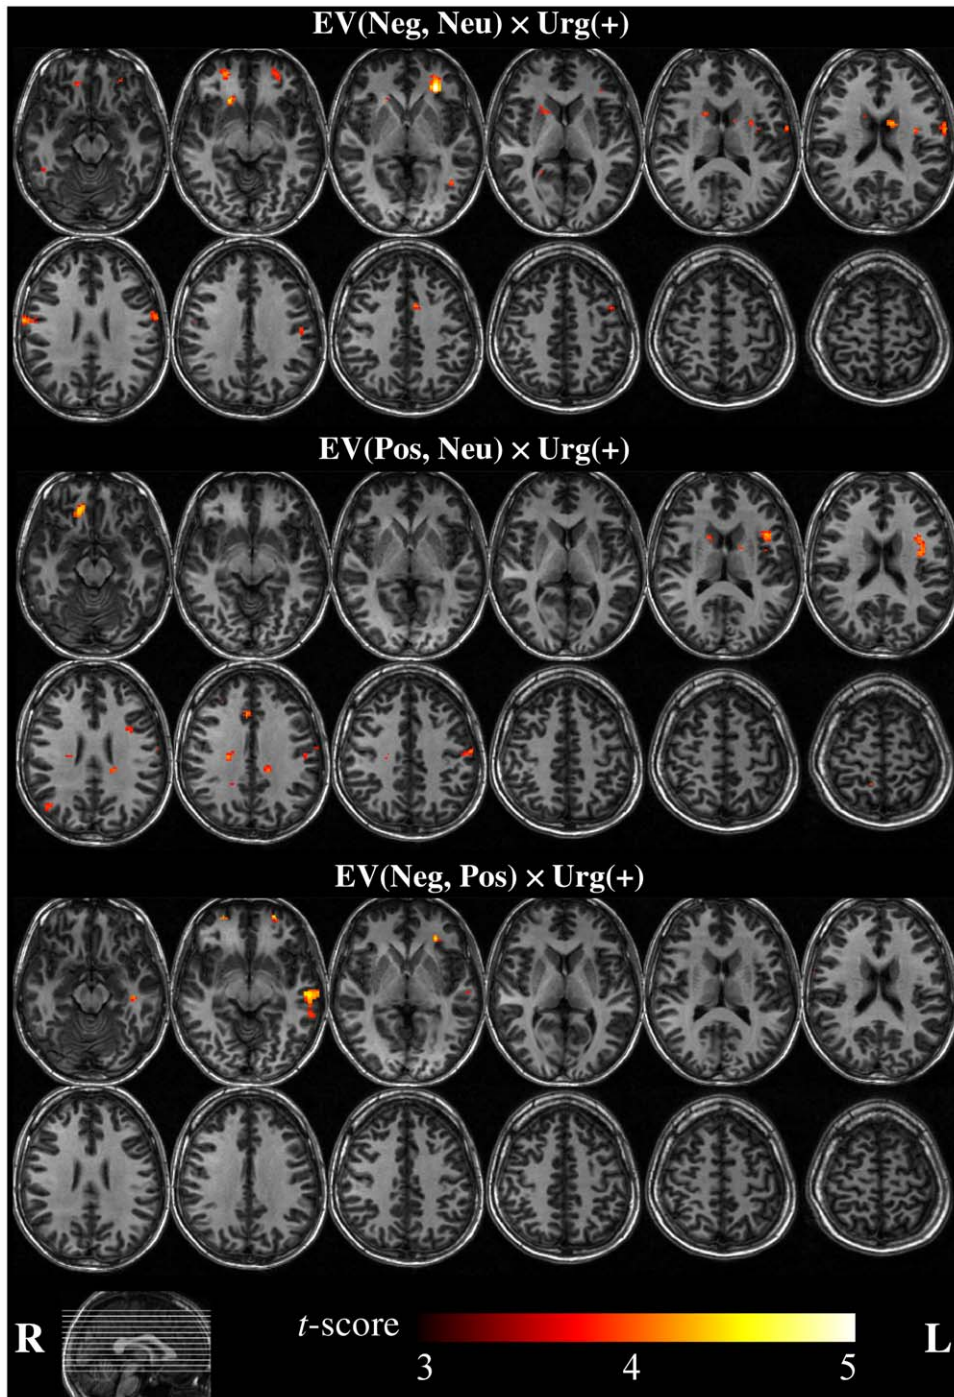 EV(Neg, Neu) × Urg(+)
EV(Pos, Neu) × Urg(+)
EV(Neg, Pos) × Urg(+)
R t-score L
3 4 5